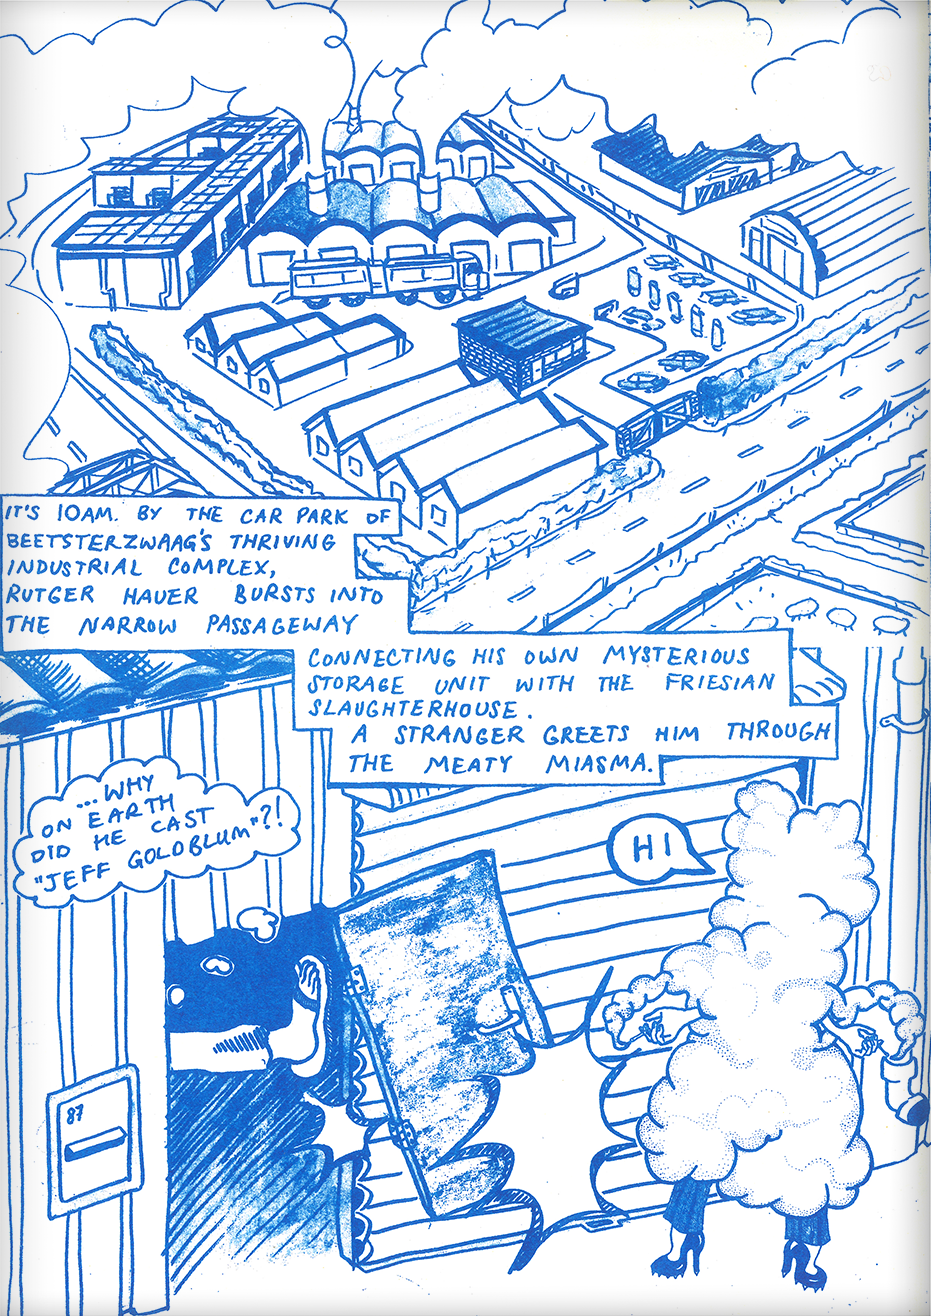 IT'S 10AM. BY THE CAR PARK OF
BEETSTERZWAAG'S THRIVING
INDUSTRIAL COMPLEX,
RUTGER HAUER BURSTS INTO
THE NARROW PASSAGEWAY
CONNECTING HIS OWN MYSTERIOUS
STORAGE UNIT WITH THE FRIESIAN
SLAUGHTERHOUSE.
A STRANGER GREETS HIM THROUGH
THE MEATY MIASMA.
...WHY
ON EARTH
DID HE CAST
"JEFF GOLDBLUM"?!
HI
87